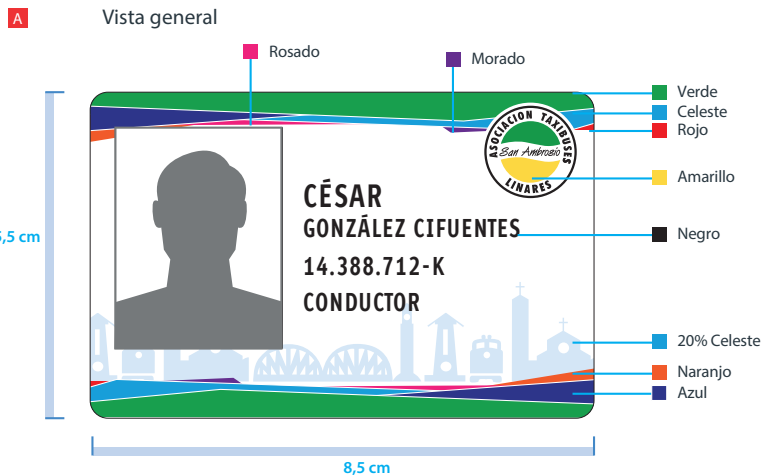 A
Vista general
Rosado
Morado
Verde
Celeste
Rojo
Amarillo
Negro
20% Celeste
Naranjo
Azul
ASOCIACION TAXIBUSES
San Ambrosio
LINARES
CÉSAR
GONZÁLEZ CIFUENTES
14.388.712-K
CONDUCTOR
5,5 cm
8,5 cm